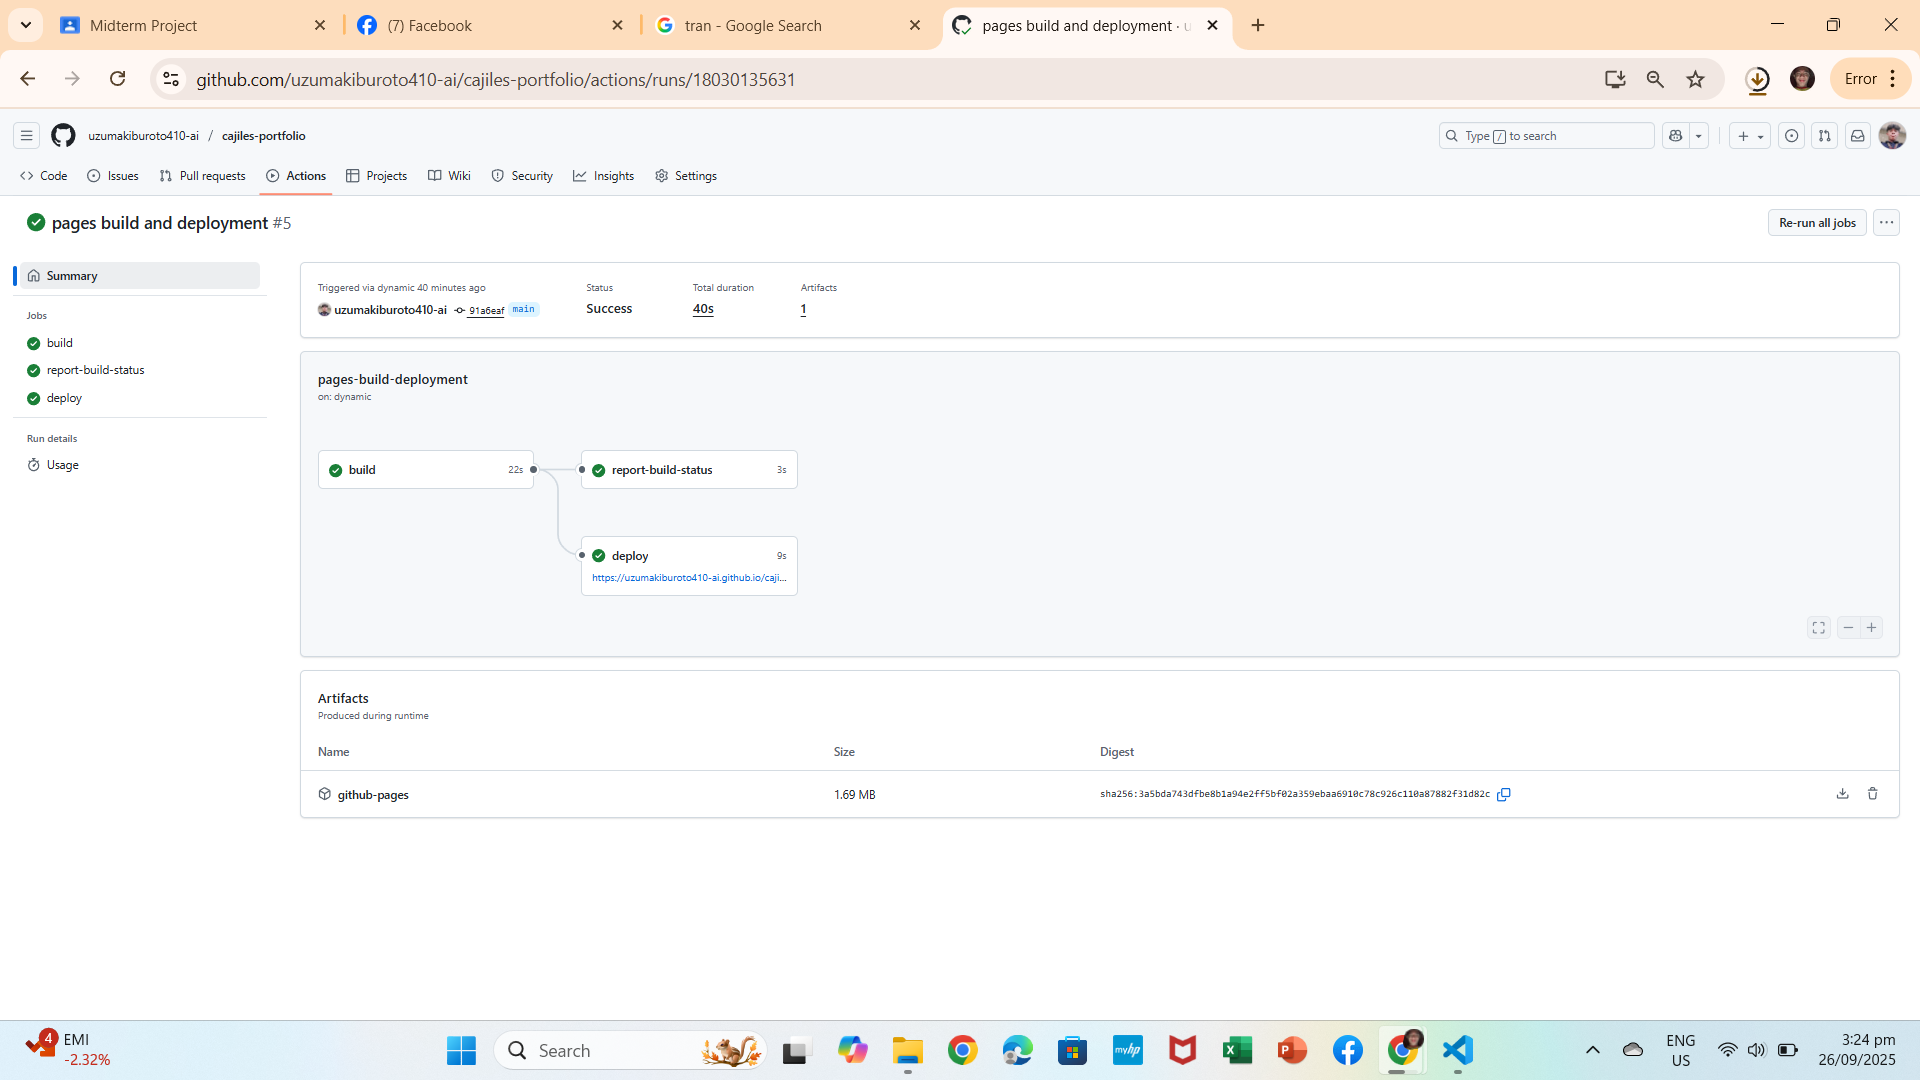 Midterm Project
(7) Facebook
tran - Google Search
pages build and deployment · u
github.com/uzumakiburoto410-ai/cajiles-portfolio/actions/runs/18030135631
Error
uzumakiburoto410-ai / cajiles-portfolio
Type / to search
Code
Issues
Pull requests
Actions
Projects
Wiki
Security
Insights
Settings
pages build and deployment #5
Re-run all jobs
Summary
Jobs
build
report-build-status
deploy
Run details
Usage
Triggered via dynamic 40 minutes ago
uzumakiburoto410-ai 91a6eaf main
Status
Success
Total duration
40s
Artifacts
1
pages-build-deployment
on: dynamic
build 22s
report-build-status 3s
deploy 9s
https://uzumakiburoto410-ai.github.io/caji...
Artifacts
Produced during runtime
Name Size Digest
github-pages 1.69 MB sha256:3a5bda743dfbe8b1a94e2ff5bf02a359ebaa6910c78c926c110a87882f31d82c
4
EMI
-2.32%
Search
myhp
ENG
US
3:24 pm
26/09/2025